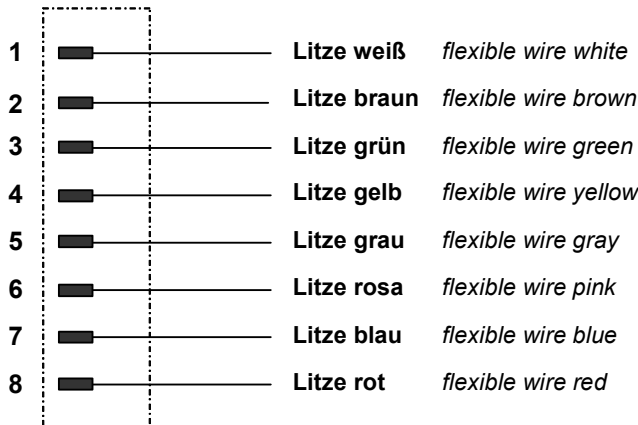 1 Litze weiß flexible wire white
2 Litze braun flexible wire brown
3 Litze grün flexible wire green
4 Litze gelb flexible wire yellow
5 Litze grau flexible wire gray
6 Litze rosa flexible wire pink
7 Litze blau flexible wire blue
8 Litze rot flexible wire red